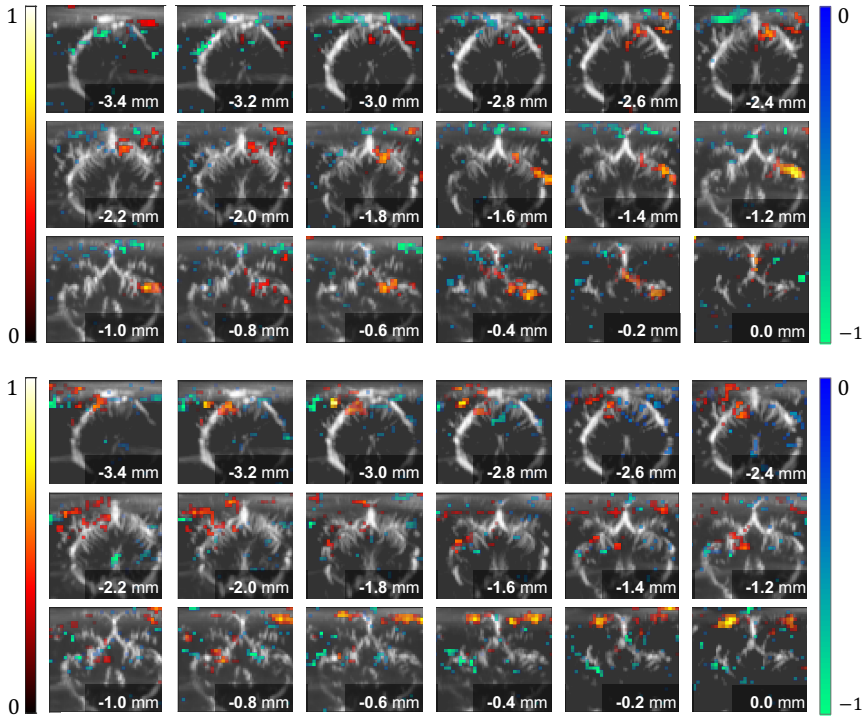 1
0
-3.4 mm
-3.2 mm
-3.0 mm
-2.8 mm
-2.6 mm
-2.4 mm
-2.2 mm
-2.0 mm
-1.8 mm
-1.6 mm
-1.4 mm
-1.2 mm
0
-1.0 mm
-0.8 mm
-0.6 mm
-0.4 mm
-0.2 mm
0.0 mm
−1
1
0
-3.4 mm
-3.2 mm
-3.0 mm
-2.8 mm
-2.6 mm
-2.4 mm
-2.2 mm
-2.0 mm
-1.8 mm
-1.6 mm
-1.4 mm
-1.2 mm
0
-1.0 mm
-0.8 mm
-0.6 mm
-0.4 mm
-0.2 mm
0.0 mm
−1